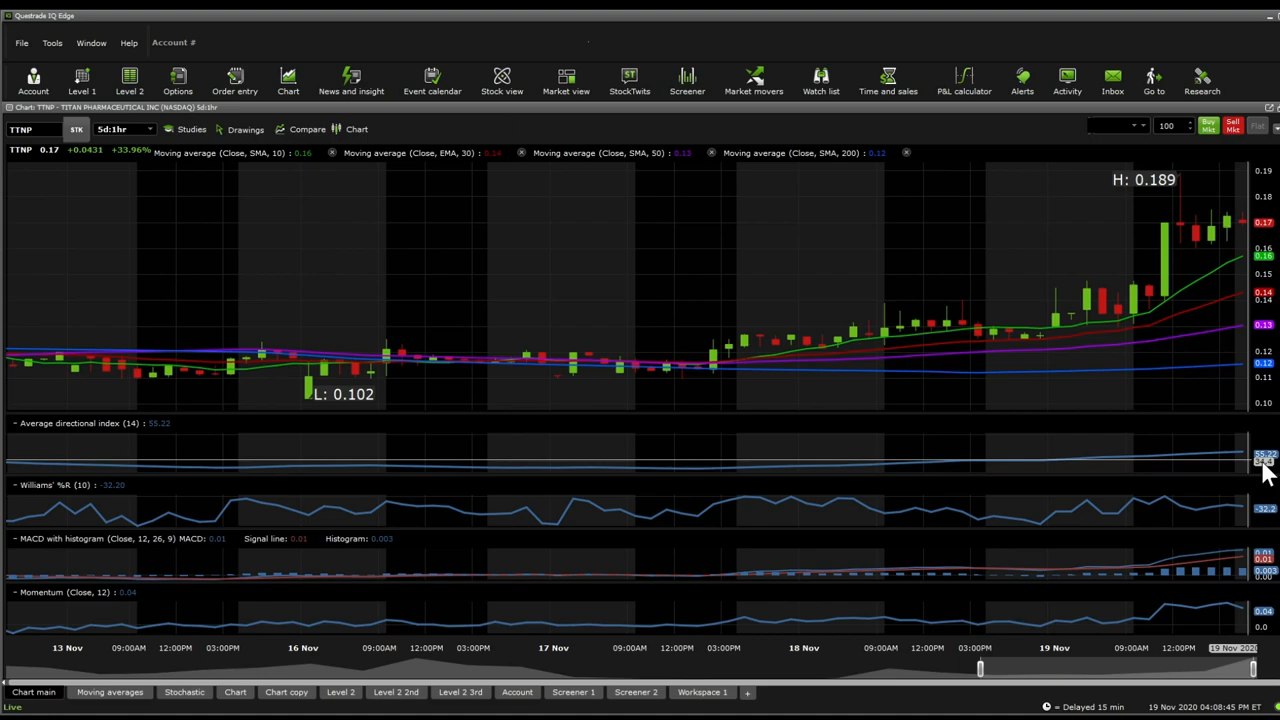 Questrade IQ Edge
File Tools Window Help Account #
Account Level 1 Level 2 Options Order entry Chart News and insight Event calendar Stock view Market view StockTwits Screener Market movers Watch list Time and sales P&L calculator Alerts Activity Inbox Go to Research
Chart: TTNP - TITAN PHARMACEUTICAL INC (NASDAQ) 5d:1hr
TTNP STK 5d:1hr Studies Drawings Compare Chart 100 Buy Mkt Sell Mkt Flat
TTNP 0.17 +0.0431 +33.96% Moving average (Close, SMA, 10) : 0.16 Moving average (Close, EMA, 30) : 0.14 Moving average (Close, SMA, 50) : 0.13 Moving average (Close, SMA, 200) : 0.12
0.19
H: 0.189
0.18
0.17
0.16
0.16
0.15
0.14
0.14
0.13
0.12
0.12
0.11
L: 0.102
0.10
Average directional index (14) : 55.22
55.22
Williams' %R (10) : -32.20
-32.2
MACD with histogram (Close, 12, 26, 9) MACD: 0.01 Signal line: 0.01 Histogram: 0.003
0.01
0.01
0.003
0.00
Momentum (Close, 12) : 0.04
0.04
0.0
13 Nov 09:00AM 12:00PM 03:00PM 16 Nov 09:00AM 12:00PM 03:00PM 17 Nov 09:00AM 12:00PM 03:00PM 18 Nov 09:00AM 12:00PM 03:00PM 19 Nov 09:00AM 12:00PM 19 Nov 2020
Chart main Moving averages Stochastic Chart Chart copy Level 2 Level 2 2nd Level 2 3rd Account Screener 1 Screener 2 Workspace 1 +
Live = Delayed 15 min 19 Nov 2020 04:08:45 PM ET